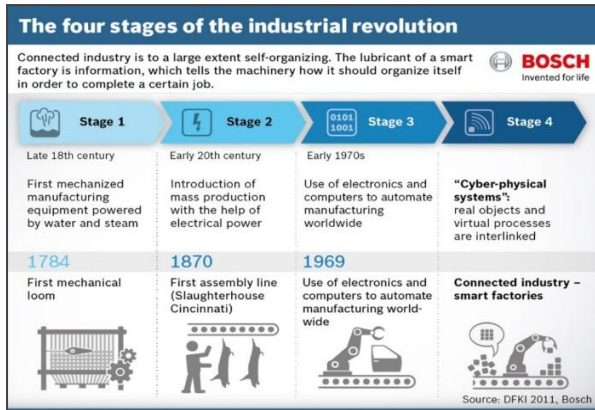 The four stages of the industrial revolution
Connected industry is to a large extent self-organizing. The lubricant of a smart
factory is information, which tells the machinery how it should organize itself
in order to complete a certain job.
BOSCH
Invented for life
Stage 1
Stage 2
0101
1001
Stage 3
Stage 4
Late 18th century
First mechanized
manufacturing
equipment powered
by water and steam
Early 20th century
Introduction of
mass production
with the help of
electrical power
Early 1970s
Use of electronics and
computers to automate
manufacturing
worldwide
“Cyber-physical
systems”:
real objects and
virtual processes
are interlinked
1784
First mechanical
loom
1870
First assembly line
(Slaughterhouse
Cincinnati)
1969
Use of electronics and
computers to automate
manufacturing world-
wide
Connected industry –
smart factories
Source: DFKI 2011, Bosch